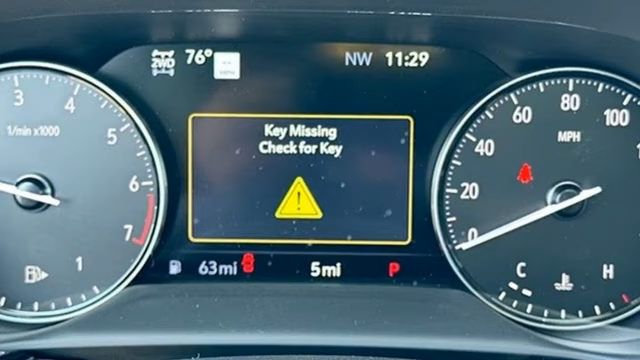 2WD 76° NW 11:29
Key Missing
Check for Key
!
63mi 5mi P
1/min x1000
1
3
4
5
6
7
MPH
0
20
40
60
80
100
C H